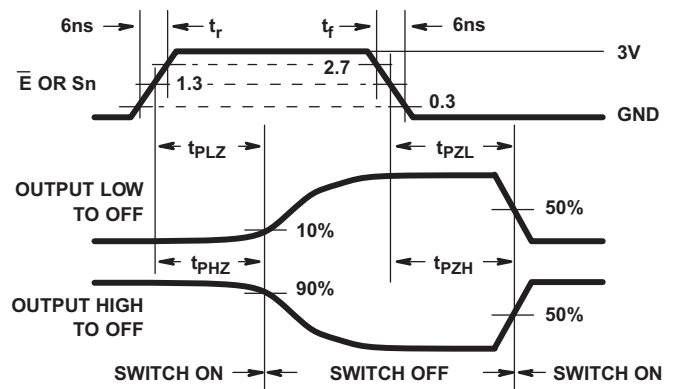 6ns tr tf 6ns
3V
E̅ OR Sn 1.3 2.7 0.3
GND
tPLZ tPZL
OUTPUT LOW
TO OFF
10% 50%
tPHZ tPZH
OUTPUT HIGH
TO OFF
90% 50%
SWITCH ON SWITCH OFF SWITCH ON